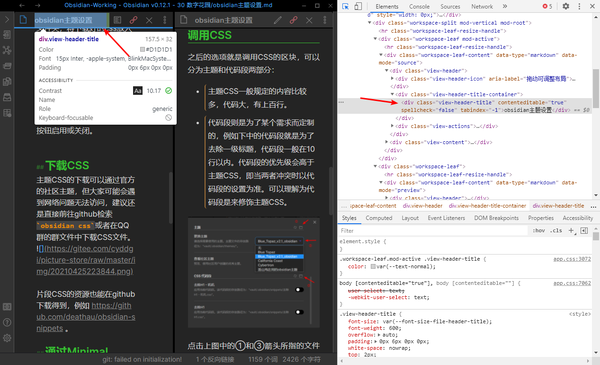 Obsidian-Working - Obsidian v0.12.1 - 30 数字花园/obsidian主题设置.md
obsidian主题设置
div.view-header-title 157.5 × 32
Color #D1D1D1
Font 15px Inter, -apple-system, BlinkMacSyste...
Padding 0px 6px 0px 0px
ACCESSIBILITY
Contrast Aa 10.17
Name
Role generic
Keyboard-focusable
按钮启用或关闭。
## 下载CSS
主题CSS的下载可以通过官方
的社区主题，但大家可能会遇
到网络问题无法访问，建议还
是直接前往github检索
`obsidian css`或者在QQ
群的群文件中下载CSS文件。
![](https://gitee.com/cyddg
/picture-store/raw/master/i
mg/20210425223844.png)
片段CSS的资源也能在github
下载得到，例如 https://gith
ub.com/deathau/obsidian-s
nippets 。
## 通过Minimal
obsidian主题设置
调用CSS
之后的选项就是调用CSS的区块，可以
分为主题和代码段两部分：
• 主题CSS一般规定的内容比较
多，代码大，有上百行。
• 代码段则是为了某个需求而定制
的，例如下中的代码段就是为了
去除一级标题，代码段一般在10
行以内。代码段的优先级会高于
主题CSS，即当两者冲突时以代
码段的设置为准。可以理解为代
码段是来修饰主题CSS。
点击上图中的①和③箭头所指的文件
git: failed on initialization! 1 个反向链接 1159 个词 2426 个字符
Elements Console Sources Network
style="width: 0px;"…</div>
<div class="workspace-split mod-vertical mod-root">
<hr class="workspace-leaf-resize-handle">
<div class="workspace-leaf mod-active">
<hr class="workspace-leaf-resize-handle">
<div class="workspace-leaf-content" data-type="markdown" data-
mode="source">
<div class="view-header">
<div class="view-header-icon" aria-label="拖动可调整布局"…
</div>
<div class="view-header-title-container">
<div class="view-header-title" contenteditable="true"
spellcheck="false" tabindex="-1">obsidian主题设置</div> == $0
</div>
<div class="view-actions">…</div>
</div>
<div class="view-content">…</div>
</div>
</div>
<div class="workspace-leaf">
<hr class="workspace-leaf-resize-handle">
<div class="workspace-leaf-content" data-type="markdown" data-
mode="preview">
... space-leaf-content div.view-header div.view-header-title-container div.view-header-title ...
Styles Computed Layout Event Listeners DOM Breakpoints Properties Accessibility
Filter :hov .cls
element.style {
}
.workspace-leaf.mod-active .view-header-title { app.css:3072
color: var(--text-normal);
}
body [contenteditable="true"], body [contenteditable=""] { app.css:7062
user-select: text;
-webkit-user-select: text;
}
.view-header-title { <style>
font-size: var(--font-size-file-header-title);
font-weight: 600;
overflow: auto;
padding: 0px 6px 0px 0px;
white-space: nowrap;
top: 2px;